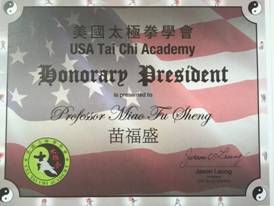 美國太極拳學會
USA Tai Chi Academy
Honorary President
is presented to
Professor Miao Fu Sheng
苗福盛
Jason Leung